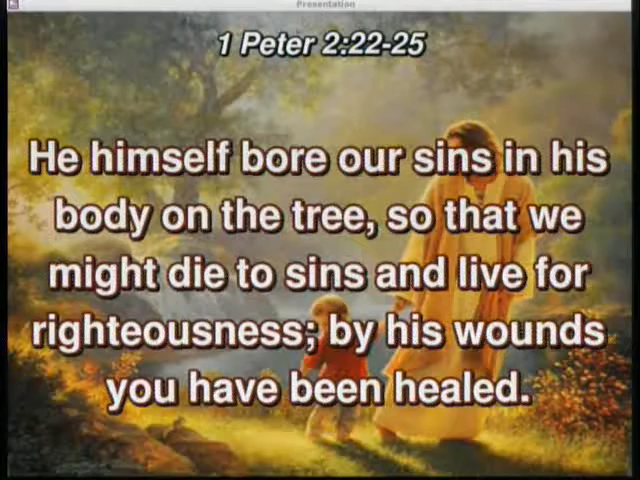 Presentation
1 Peter 2:22-25
He himself bore our sins in his
body on the tree, so that we
might die to sins and live for
righteousness; by his wounds
you have been healed.